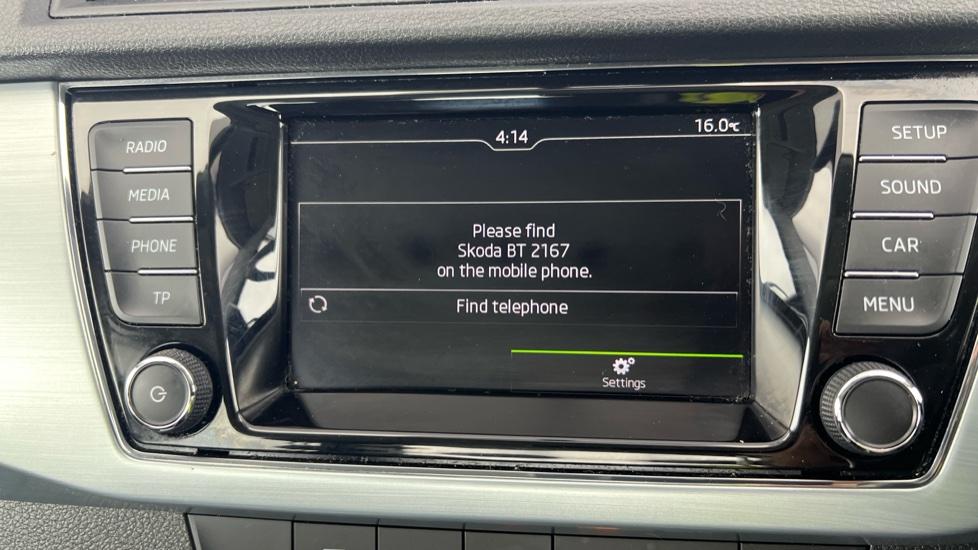 RADIO
MEDIA
PHONE
TP
4:14
16.0°C
Please find
Skoda BT 2167
on the mobile phone.
Find telephone
Settings
SETUP
SOUND
CAR
MENU